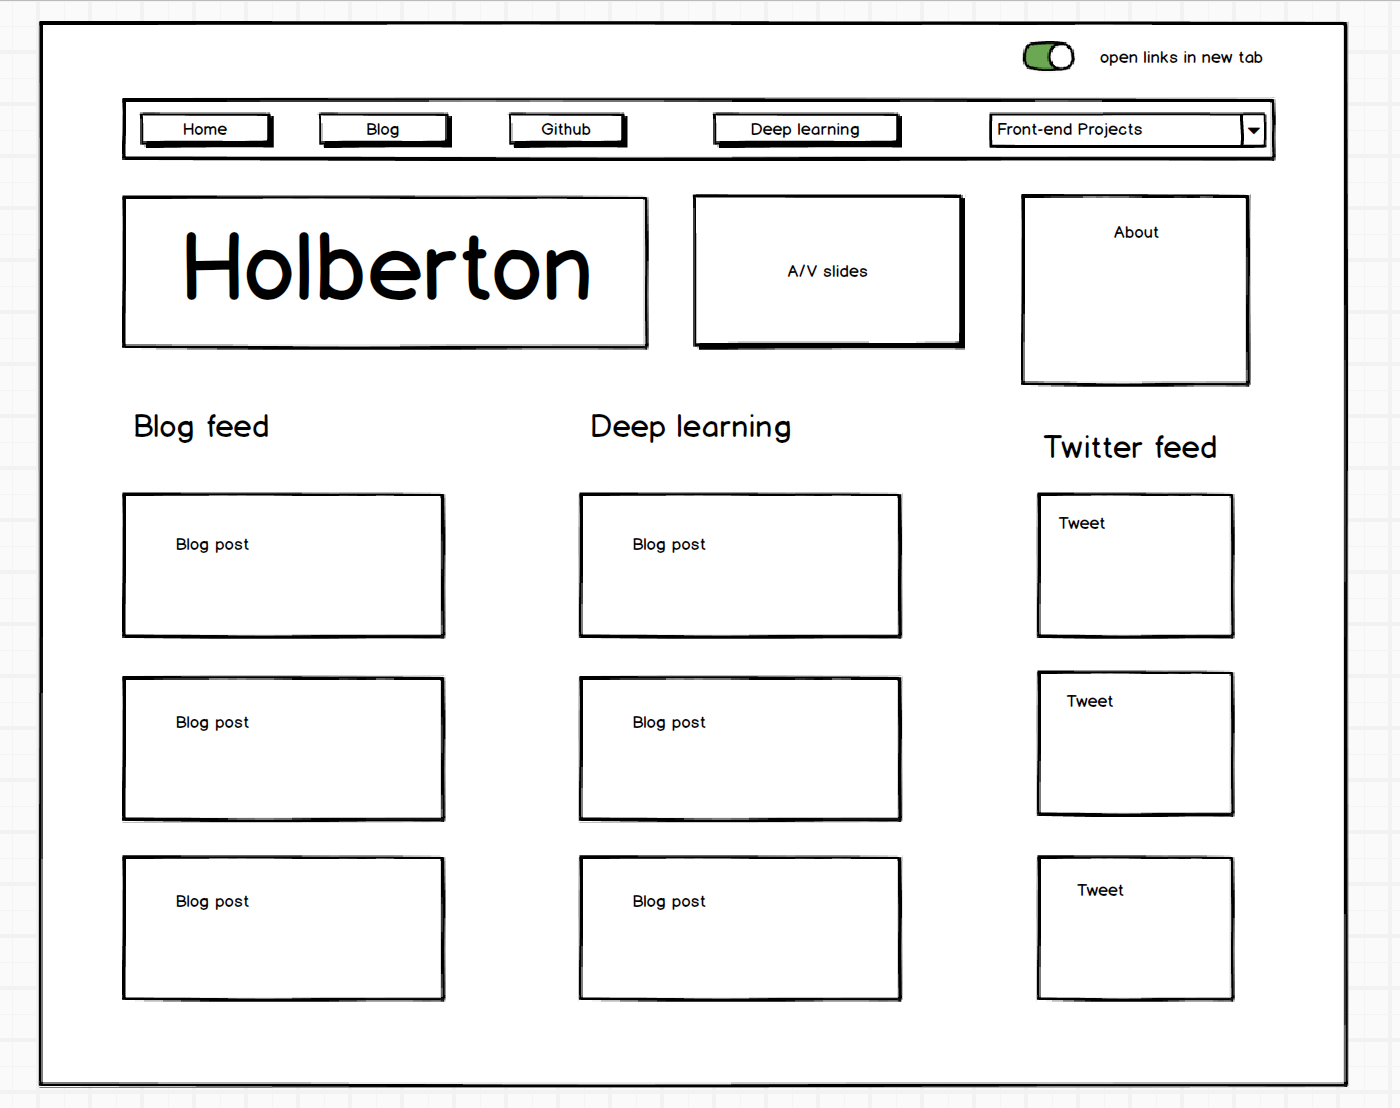 open links in new tab
Home
Blog
Github
Deep learning
Front-end Projects
Holberton
A/V slides
About
Blog feed
Deep learning
Twitter feed
Blog post
Blog post
Tweet
Blog post
Blog post
Tweet
Blog post
Blog post
Tweet